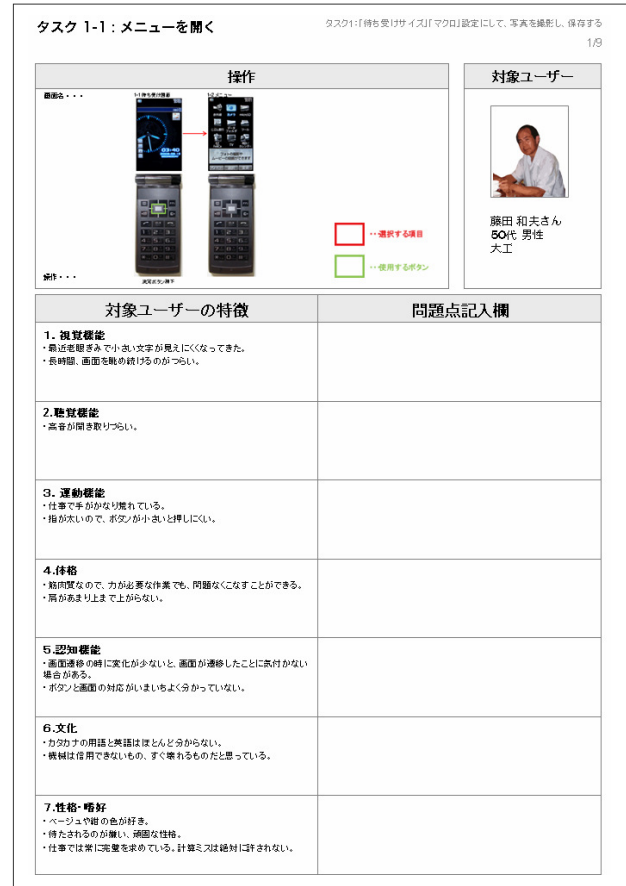 タスク 1-1 : メニューを開く
タスク1:「待ち受けサイズ」「マクロ」設定にして、写真を撮影し、保存する
1/9
操作
対象ユーザー
画面名・・・
1-1 待ち受け画面
1-2 メニュー
・・選択する項目
・・使用するボタン
操作・・・
決定ボタン押下
藤田 和夫さん
50代 男性
大工
対象ユーザーの特徴
問題点記入欄
1. 視覚機能
・最近老眼ぎみで小さい文字が見えにくくなってきた。
・長時間、画面を眺め続けるのがつらい。
2.聴覚機能
・高音が聞き取りづらい。
3. 運動機能
・仕事で手がかなり荒れている。
・指が太いので、ボタンが小さいと押しにくい。
4.体格
・筋肉質なので、力が必要な作業でも、問題なくこなすことができる。
・肩があまり上まで上がらない。
5.認知機能
・画面遷移の時に変化が少ないと、画面が遷移したことに気付かない
場合がある。
・ボタンと画面の対応がいまいちよく分かっていない。
6.文化
・カタカナの用語と英語はほとんど分からない。
・機械は信用できないもの、すぐ壊れるものだと思っている。
7.性格・嗜好
・ベージュや紺の色が好き。
・待たされるのが嫌い、頑固な性格。
・仕事では常に完璧を求めている。計算ミスは絶対に許されない。